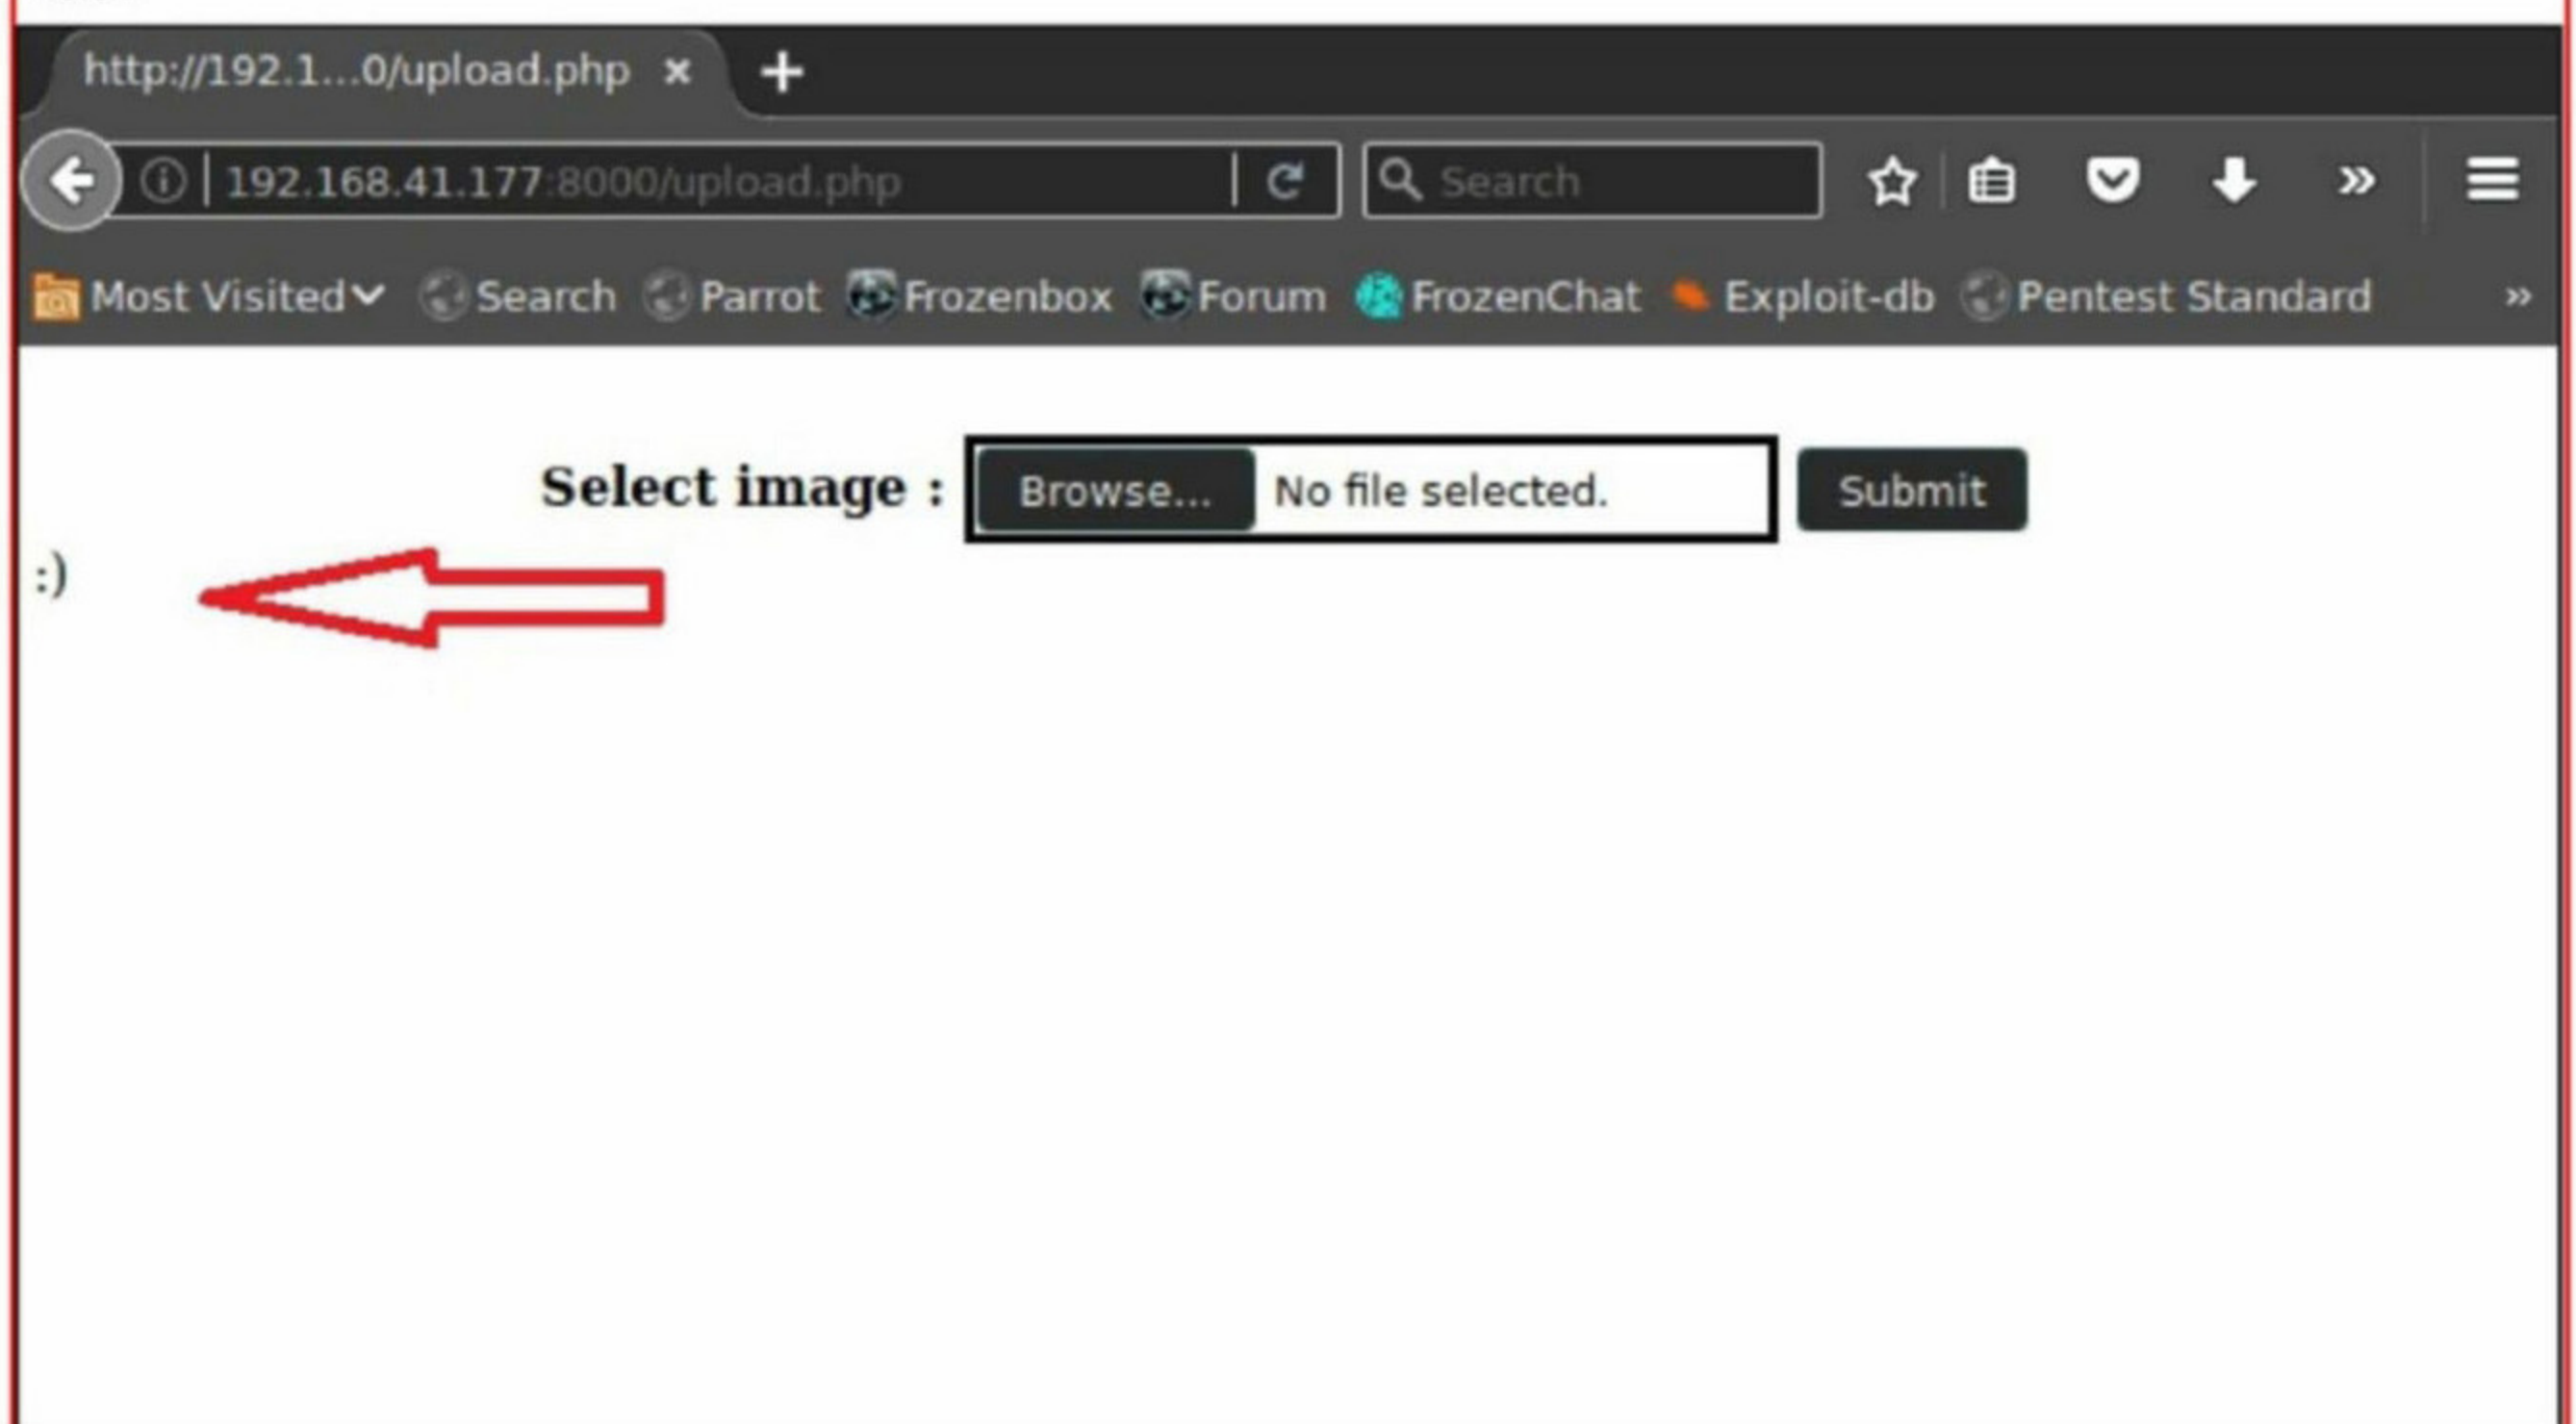 http://192.1...0/upload.php
192.168.41.177:8000/upload.php
Search
Most Visited Search Parrot Frozenbox Forum FrozenChat Exploit-db Pentest Standard
Select image : Browse... No file selected. Submit
:)